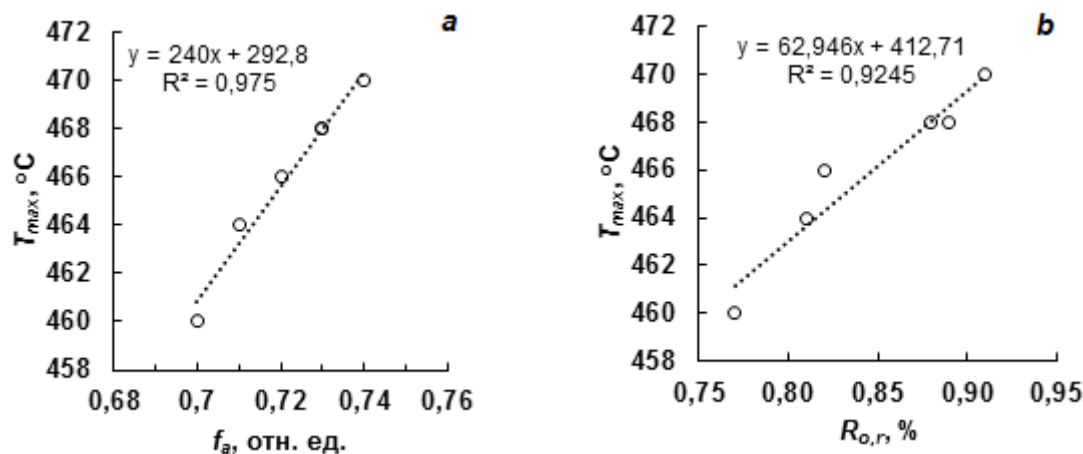 a
y = 240x + 292,8
R² = 0,975
472
470
468
466
464
462
460
458
Tmax, °C
0,68 0,7 0,72 0,74 0,76
fa, отн. ед.
b
y = 62,946x + 412,71
R² = 0,9245
472
470
468
466
464
462
460
458
Tmax, °C
0,75 0,80 0,85 0,90 0,95
Ro,r, %